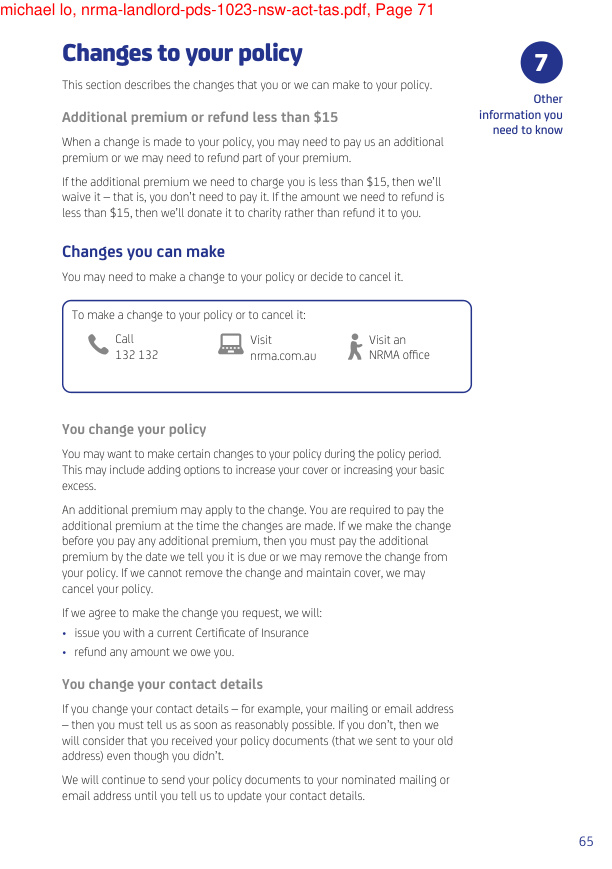 michael lo, nrma-landlord-pds-1023-nsw-act-tas.pdf, Page 71
Changes to your policy
This section describes the changes that you or we can make to your policy.
7
Other
information you
need to know
Additional premium or refund less than $15
When a change is made to your policy, you may need to pay us an additional
premium or we may need to refund part of your premium.
If the additional premium we need to charge you is less than $15, then we'll
waive it – that is, you don't need to pay it. If the amount we need to refund is
less than $15, then we'll donate it to charity rather than refund it to you.
Changes you can make
You may need to make a change to your policy or decide to cancel it.
To make a change to your policy or to cancel it:
Call
132 132
Visit
nrma.com.au
Visit an
NRMA office
You change your policy
You may want to make certain changes to your policy during the policy period.
This may include adding options to increase your cover or increasing your basic
excess.
An additional premium may apply to the change. You are required to pay the
additional premium at the time the changes are made. If we make the change
before you pay any additional premium, then you must pay the additional
premium by the date we tell you it is due or we may remove the change from
your policy. If we cannot remove the change and maintain cover, we may
cancel your policy.
If we agree to make the change you request, we will:
• issue you with a current Certificate of Insurance
• refund any amount we owe you.
You change your contact details
If you change your contact details – for example, your mailing or email address
– then you must tell us as soon as reasonably possible. If you don't, then we
will consider that you received your policy documents (that we sent to your old
address) even though you didn't.
We will continue to send your policy documents to your nominated mailing or
email address until you tell us to update your contact details.
65